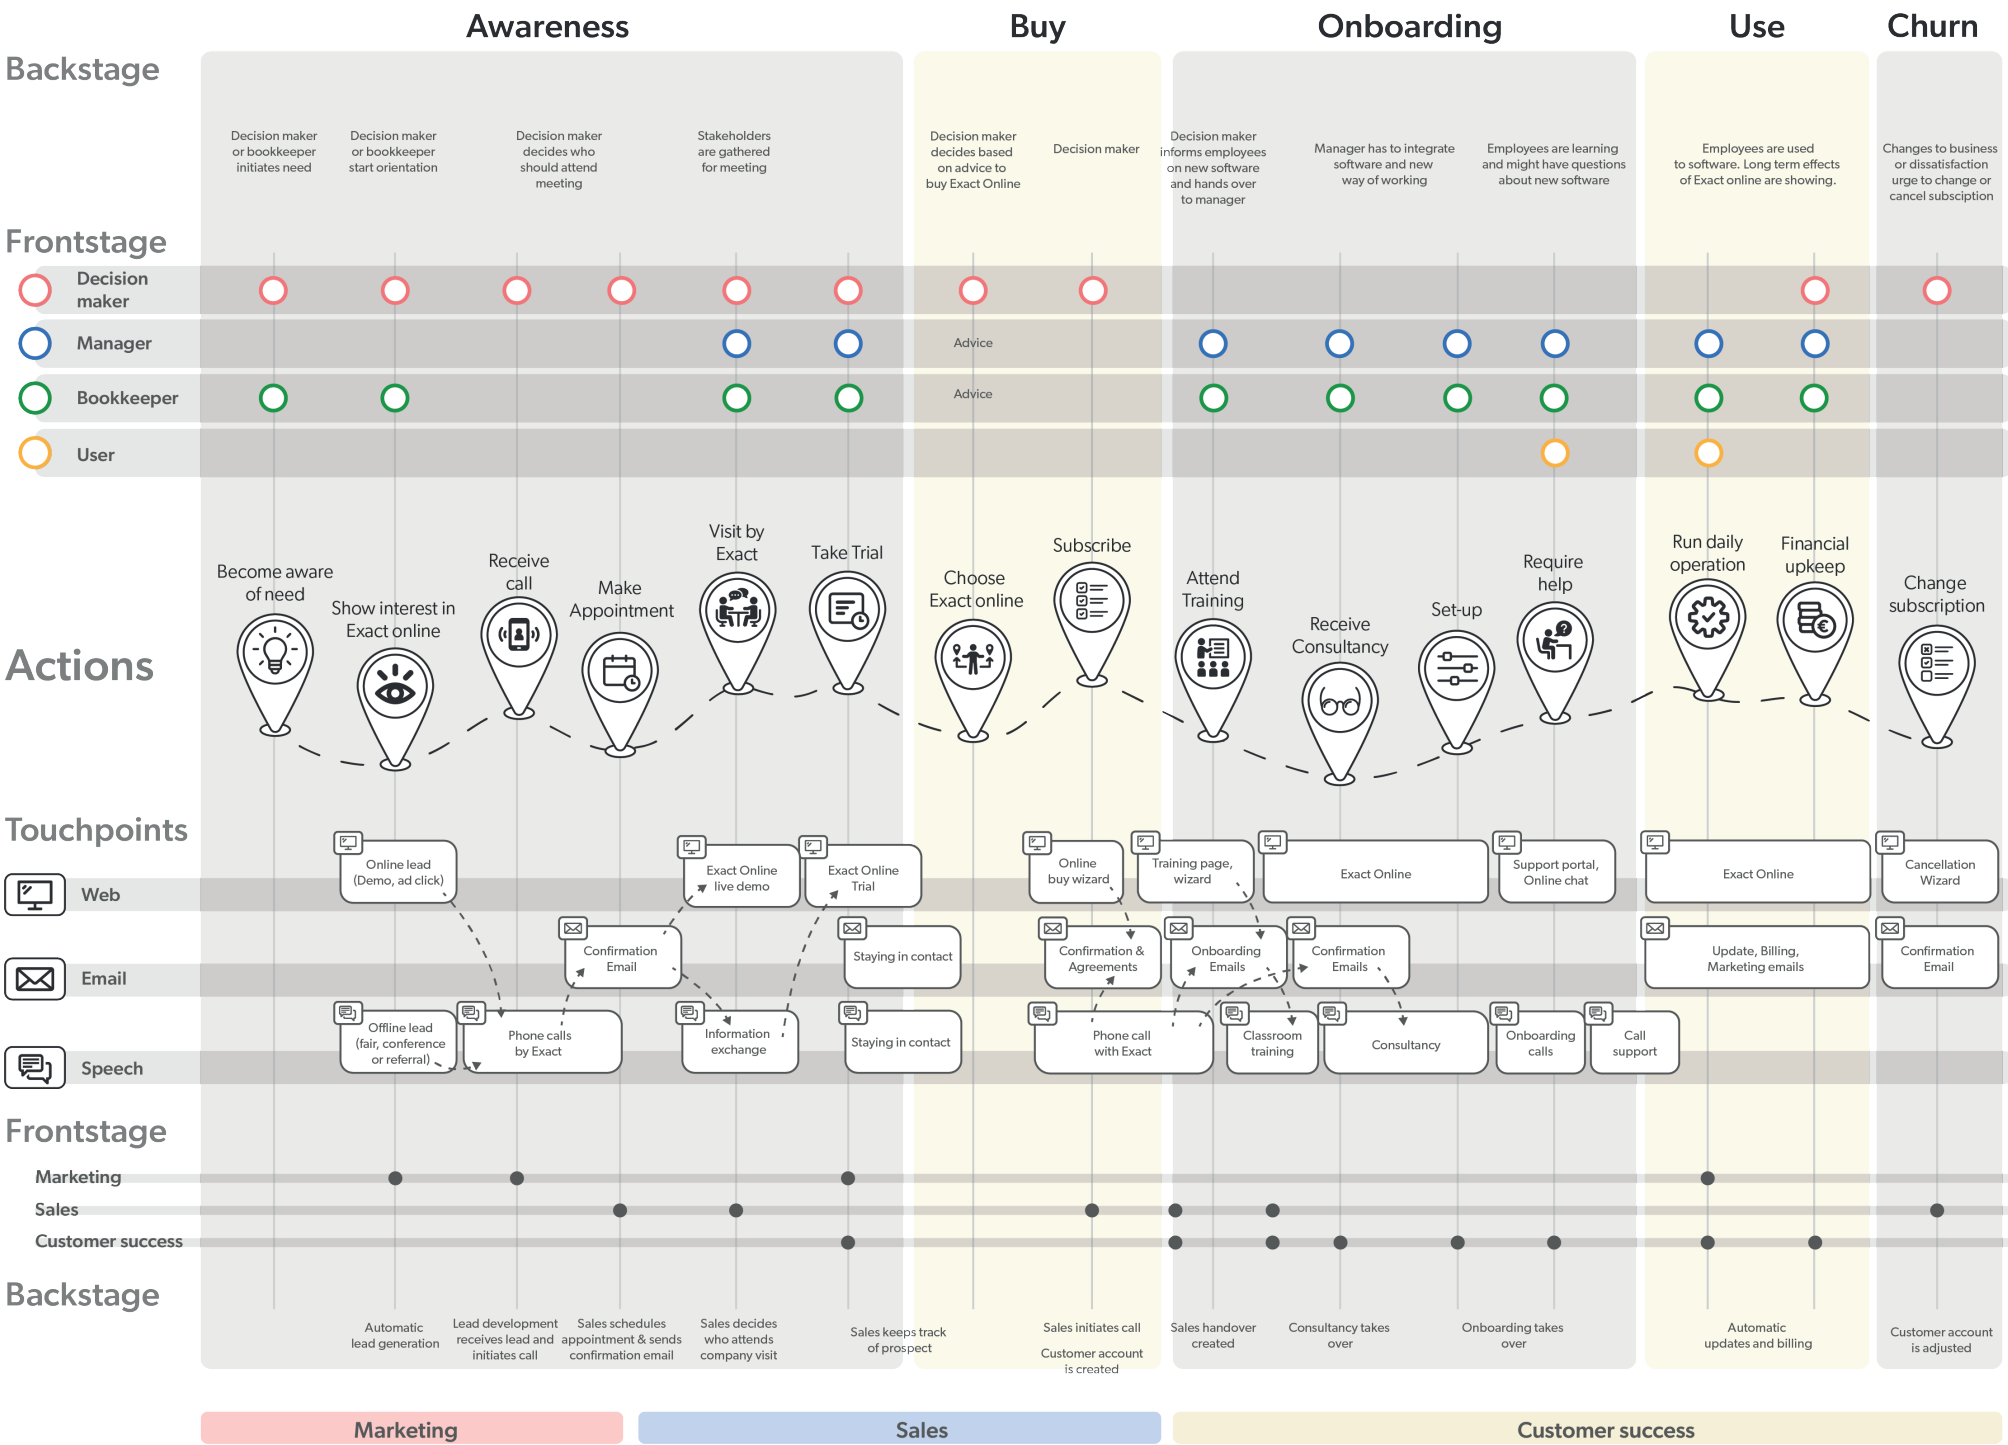 Awareness
Buy
Onboarding
Use
Churn
Backstage
Decision maker
or bookkeeper
initiates need
Decision maker
or bookkeeper
start orientation
Decision maker
decides who
should attend
meeting
Stakeholders
are gathered
for meeting
Decision maker
decides based
on advice to
buy Exact Online
Decision maker
Decision maker
informs employees
on new software
and hands over
to manager
Manager has to integrate
software and new
way of working
Employees are learning
and might have questions
about new software
Employees are used
to software. Long term effects
of Exact online are showing.
Changes to business
or dissatisfaction
urge to change or
cancel subsciption
Frontstage
Decision
maker
Manager
Advice
Bookkeeper
Advice
User
Actions
Become aware
of need
Show interest in
Exact online
Receive
call
Make
Appointment
Visit by
Exact
Take Trial
Choose
Exact online
Subscribe
Attend
Training
Receive
Consultancy
Set-up
Require
help
Run daily
operation
Financial
upkeep
Change
subscription
Touchpoints
Web
Online lead
(Demo, ad click)
Exact Online
live demo
Exact Online
Trial
Online
buy wizard
Training page,
wizard
Exact Online
Support portal,
Online chat
Exact Online
Cancellation
Wizard
Email
Confirmation
Email
Staying in contact
Confirmation &
Agreements
Onboarding
Emails
Confirmation
Emails
Update, Billing,
Marketing emails
Confirmation
Email
Speech
Offline lead
(fair, conference
or referral)
Phone calls
by Exact
Information
exchange
Staying in contact
Phone call
with Exact
Classroom
training
Consultancy
Onboarding
calls
Call
support
Frontstage
Marketing
Sales
Customer success
Backstage
Automatic
lead generation
Lead development
receives lead and
initiates call
Sales schedules
appointment & sends
confirmation email
Sales decides
who attends
company visit
Sales keeps track
of prospect
Sales initiates call
Customer account
is created
Sales handover
created
Consultancy takes
over
Onboarding takes
over
Automatic
updates and billing
Customer account
is adjusted
Marketing
Sales
Customer success